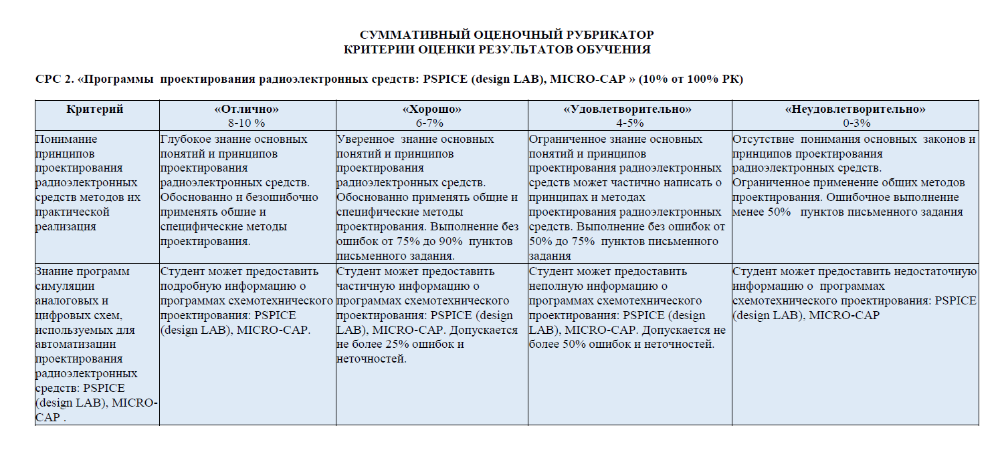 СУММАТИВНЫЙ ОЦЕНОЧНЫЙ РУБРИКАТОР
КРИТЕРИИ ОЦЕНКИ РЕЗУЛЬТАТОВ ОБУЧЕНИЯ
СРС 2. «Программы проектирования радиоэлектронных средств: PSPICE (design LAB), MICRO-CAP » (10% от 100% РК)
Критерий
«Отлично»
8-10 %
«Хорошо»
6-7%
«Удовлетворительно»
4-5%
«Неудовлетворительно»
0-3%
Понимание
принципов
проектирования
радиоэлектронных
средств методов их
практической
реализация
Глубокое знание основных
понятий и принципов
проектирования
радиоэлектронных средств.
Обоснованно и безошибочно
применять общие и
специфические методы
проектирования.
Уверенное знание основных
понятий и принципов
проектирования
радиоэлектронных средств.
Обоснованно применять общие и
специфические методы
проектирования. Выполнение без
ошибок от 75% до 90% пунктов
письменного задания.
Ограниченное знание основных
понятий и принципов
проектирования радиоэлектронных
средств может частично написать о
принципах и методах
проектирования радиоэлектронных
средств. Выполнение без ошибок от
50% до 75% пунктов письменного
задания
Отсутствие понимания основных законов и
принципов проектирования
радиоэлектронных средств.
Ограниченное применение общих методов
проектирования. Ошибочное выполнение
менее 50% пунктов письменного задания
Знание программ
симуляции
аналоговых и
цифровых схем,
используемых для
автоматизации
проектирования
радиоэлектронных
средств: PSPICE
(design LAB), MICRO-
CAP .
Студент может предоставить
подробную информацию о
программах схемотехнического
проектирования: PSPICE
(design LAB), MICRO-CAP.
Студент может предоставить
частичную информацию о
программах схемотехнического
проектирования: PSPICE (design
LAB), MICRO-CAP. Допускается
не более 25% ошибок и
неточностей.
Студент может предоставить
неполную информацию о
программах схемотехнического
проектирования: PSPICE (design
LAB), MICRO-CAP. Допускается не
более 50% ошибок и неточностей.
Студент может предоставить недостаточную
информацию о программах
схемотехнического проектирования: PSPICE
(design LAB), MICRO-CAP